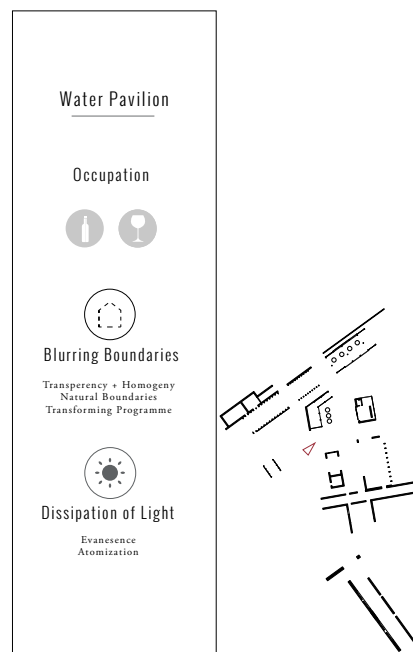 Water Pavilion
Occupation
Blurring Boundaries
Transperency + Homogeny
Natural Boundaries
Transforming Programme
Dissipation of Light
Evanesence
Atomization